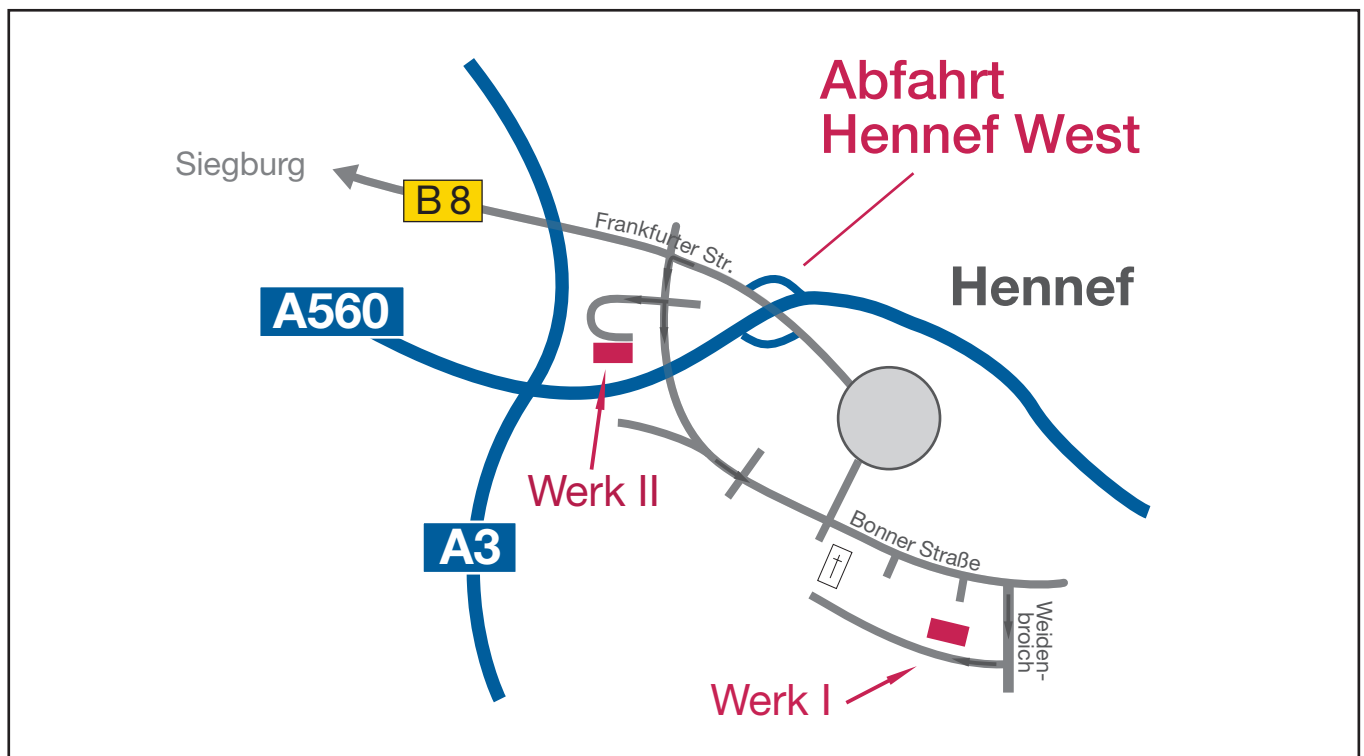 Abfahrt
Hennef West
Siegburg
B 8
Frankfurter Str.
Hennef
A560
Werk II
A3
Bonner Straße
Weiden-
broich
Werk I